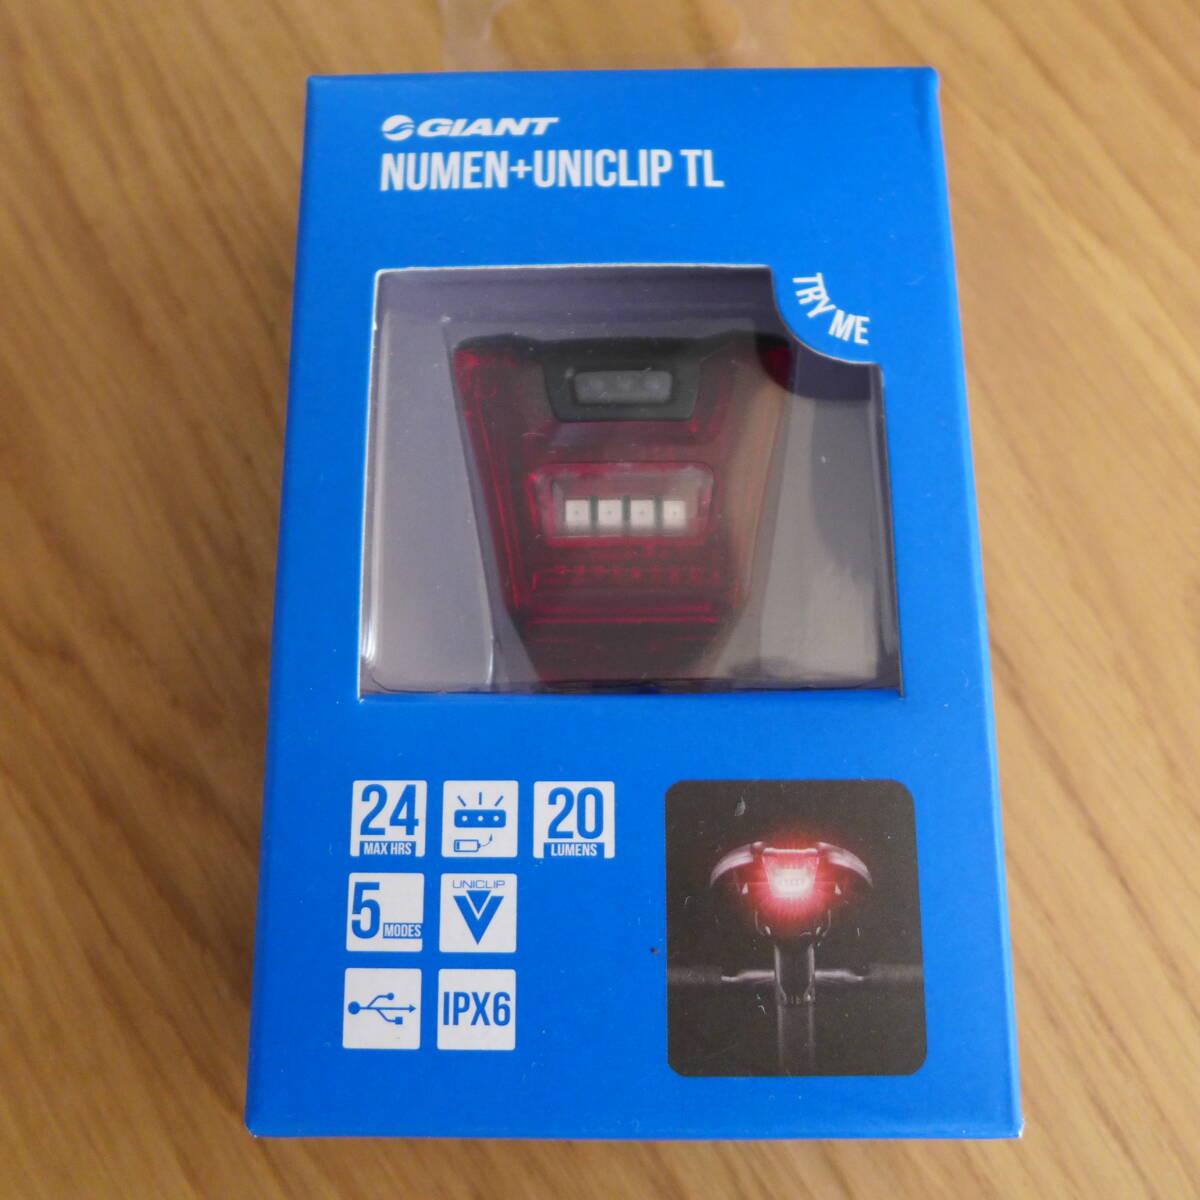 GIANT
NUMEN+UNICLIP TL
TRY ME
24
MAX HRS
20
LUMENS
5
MODES
UNICLIP
IPX6